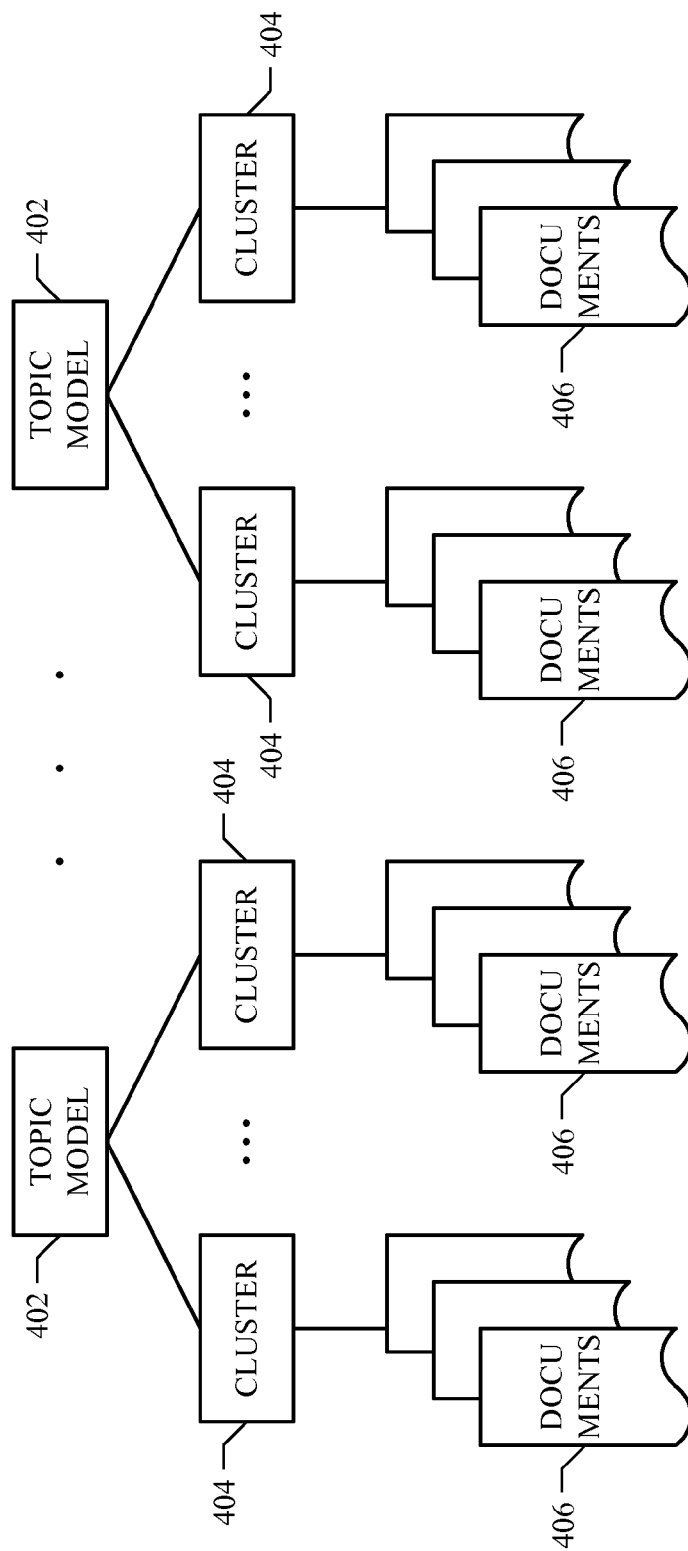 402
TOPIC
MODEL
TOPIC
MODEL
402
404
CLUSTER
...
CLUSTER
404
404
CLUSTER
...
CLUSTER
404
DOCU
MENTS
406
DOCU
MENTS
406
DOCU
MENTS
406
DOCU
MENTS
406